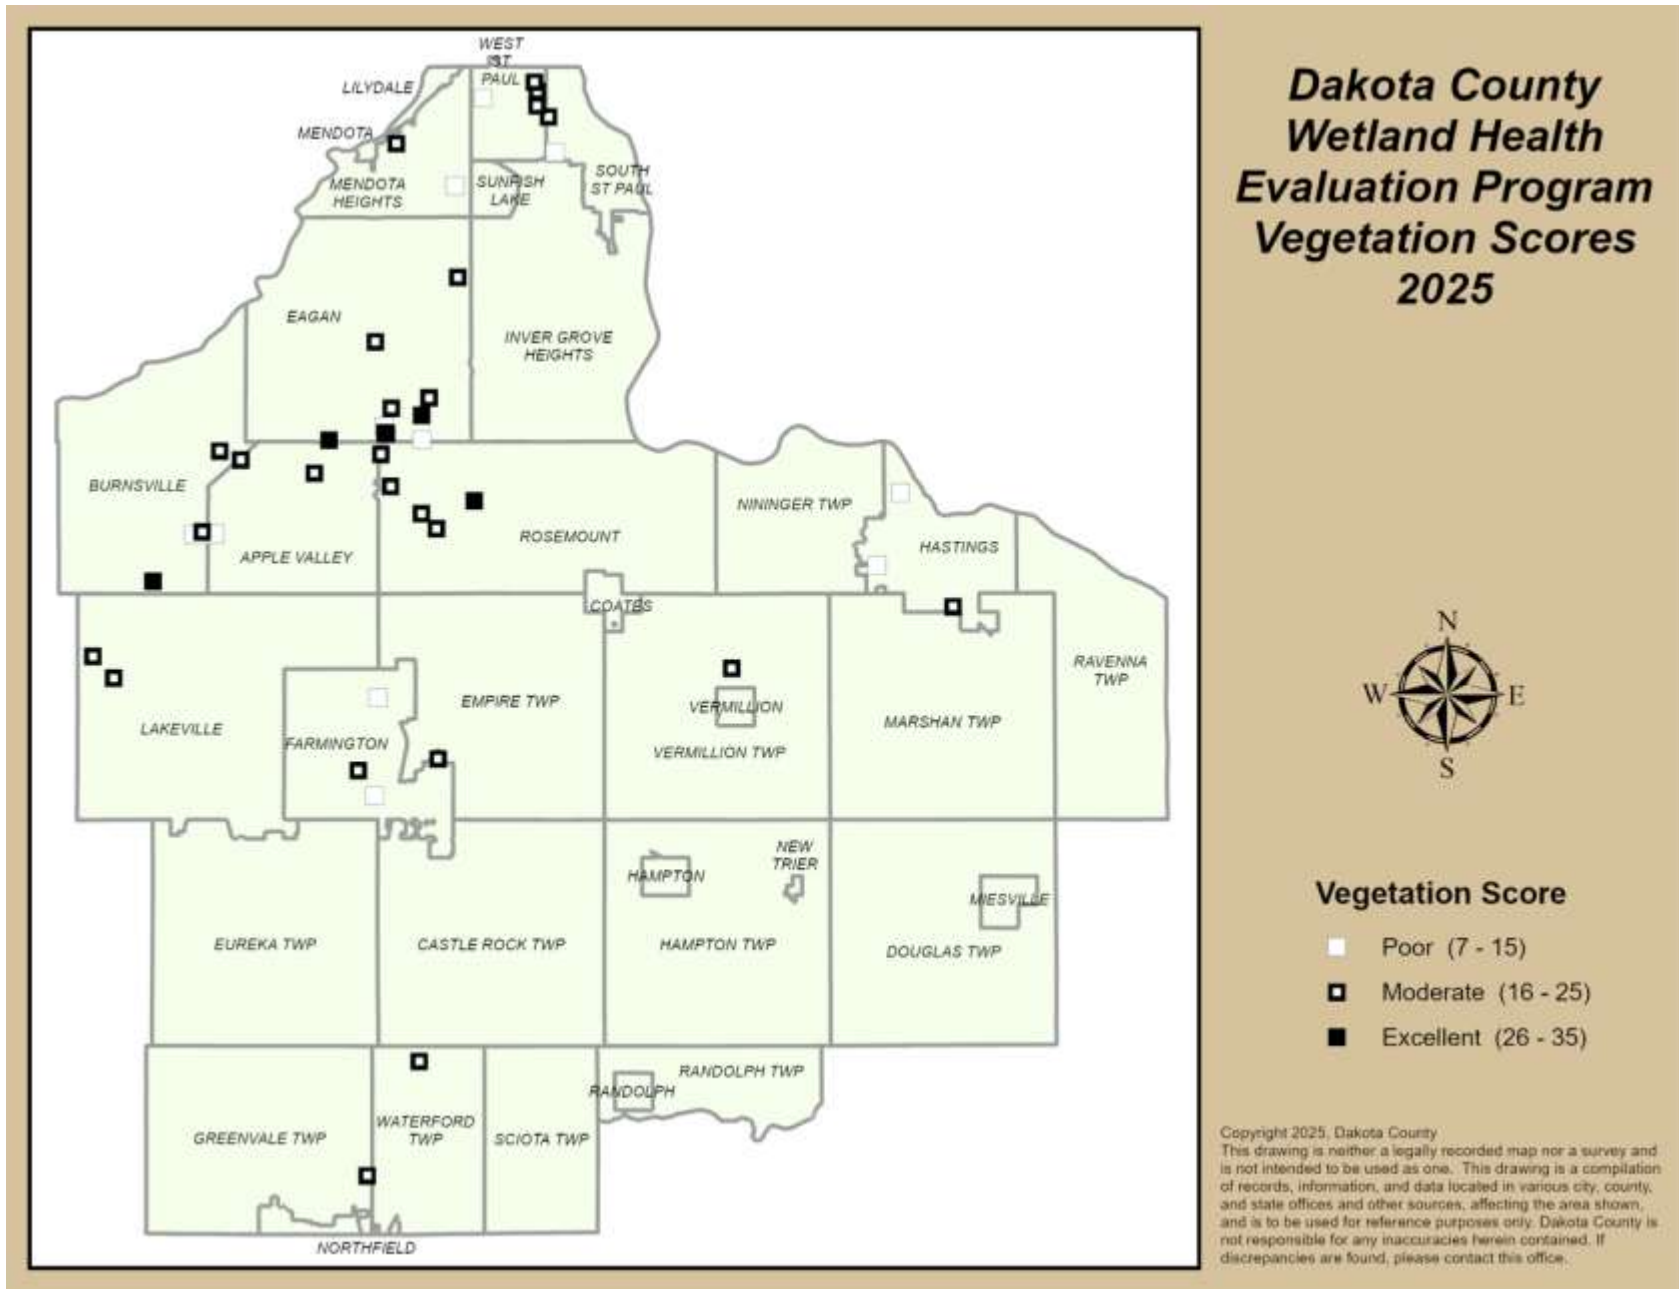 Dakota County
Wetland Health
Evaluation Program
Vegetation Scores
2025
WEST
ST
PAUL
LILYDALE
MENDOTA
MENDOTA
HEIGHTS
SUNFISH
LAKE
SOUTH
ST PAUL
EAGAN
INVER GROVE
HEIGHTS
BURNSVILLE
APPLE VALLEY
ROSEMOUNT
NININGER TWP
HASTINGS
COATES
RAVENNA
TWP
LAKEVILLE
FARMINGTON
EMPIRE TWP
VERMILLION
VERMILLION TWP
MARSHAN TWP
NEW
TRIER
HAMPTON
MIESVILLE
EUREKA TWP
CASTLE ROCK TWP
HAMPTON TWP
DOUGLAS TWP
RANDOLPH TWP
RANDOLPH
GREENVALE TWP
WATERFORD
TWP
SCIOTA TWP
NORTHFIELD
N
W
E
S
Vegetation Score
Poor (7 - 15)
Moderate (16 - 25)
Excellent (26 - 35)
Copyright 2025, Dakota County
This drawing is neither a legally recorded map nor a survey and
is not intended to be used as one. This drawing is a compilation
of records, information, and data located in various city, county,
and state offices and other sources, affecting the area shown,
and is to be used for reference purposes only. Dakota County is
not responsible for any inaccuracies herein contained. If
discrepancies are found, please contact this office.